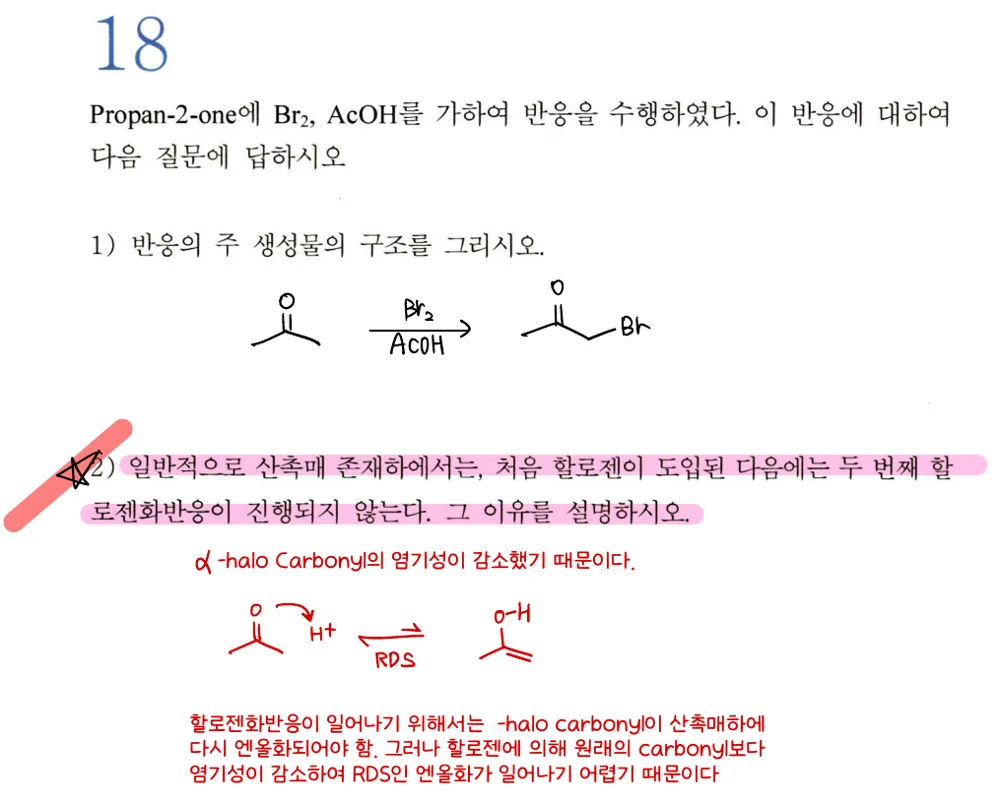 18
Propan-2-one에 Br₂, AcOH를 가하여 반응을 수행하였다. 이 반응에 대하여
다음 질문에 답하시오
1) 반응의 주 생성물의 구조를 그리시오.
O Br₂ AcOH O Br
2) 일반적으로 산촉매 존재하에서는, 처음 할로젠이 도입된 다음에는 두 번째 할
로젠화반응이 진행되지 않는다. 그 이유를 설명하시오.
α-halo Carbonyl의 염기성이 감소했기 때문이다.
O H+ RDS O-H
할로젠화반응이 일어나기 위해서는 -halo carbonyl이 산촉매하에
다시 엔올화되어야 함. 그러나 할로젠에 의해 원래의 carbonyl보다
염기성이 감소하여 RDS인 엔올화가 일어나기 어렵기 때문이다